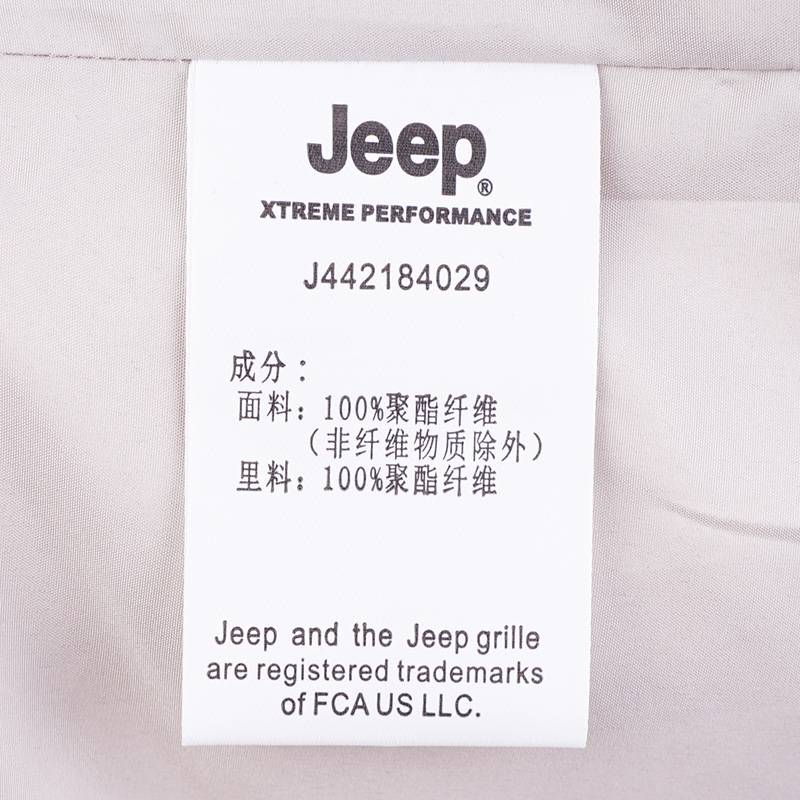 Jeep®
XTREME PERFORMANCE
J442184029
成分：
面料：100%聚酯纤维
（非纤维物质除外）
里料：100%聚酯纤维
Jeep and the Jeep grille
are registered trademarks
of FCA US LLC.